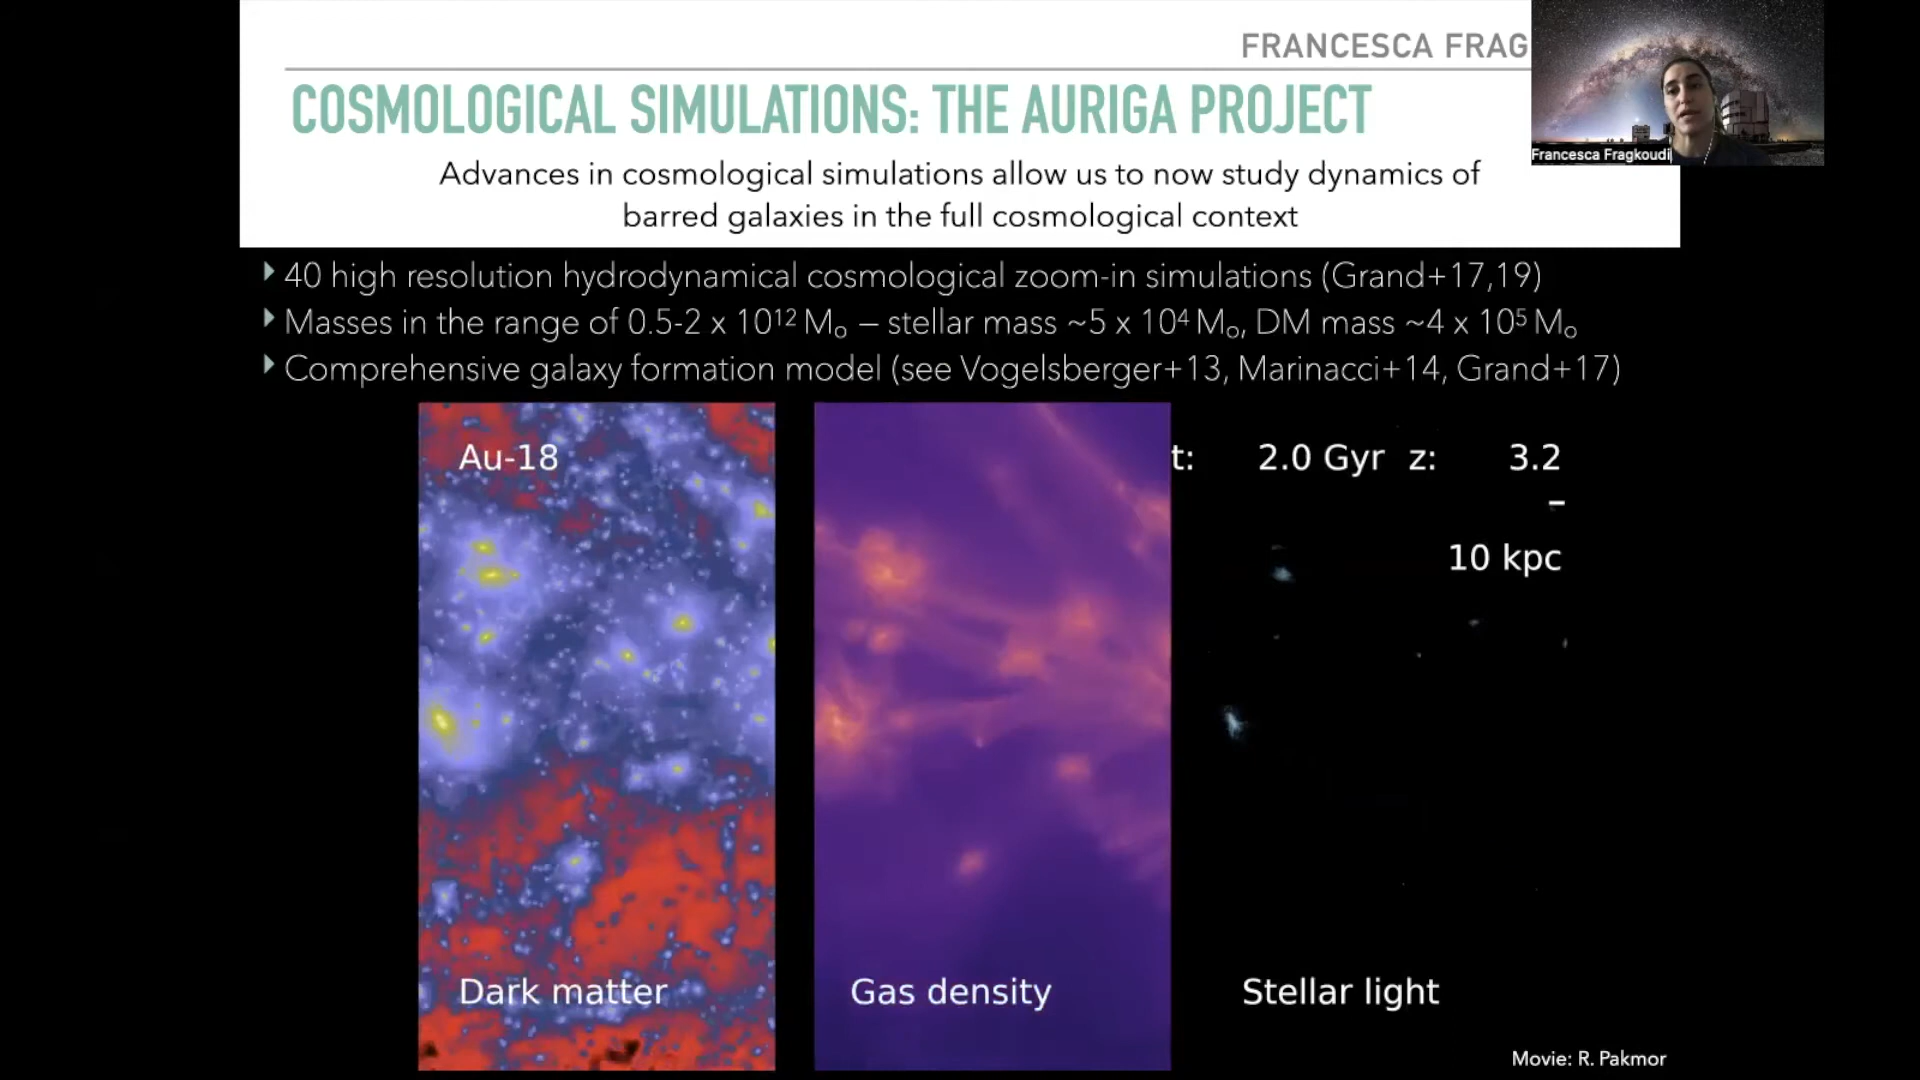 FRANCESCA FRAG
Francesca Fragkoudi
COSMOLOGICAL SIMULATIONS: THE AURIGA PROJECT
Advances in cosmological simulations allow us to now study dynamics of
barred galaxies in the full cosmological context
40 high resolution hydrodynamical cosmological zoom-in simulations (Grand+17,19)
Masses in the range of 0.5-2 x 10¹² Mₒ – stellar mass ~5 x 10⁴ Mₒ, DM mass ~4 x 10⁵ Mₒ
Comprehensive galaxy formation model (see Vogelsberger+13, Marinacci+14, Grand+17)
Au-18
t: 2.0 Gyr z: 3.2
10 kpc
Dark matter
Gas density
Stellar light
Movie: R. Pakmor